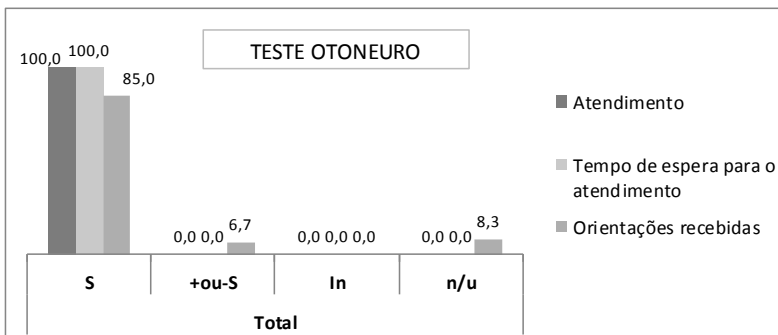 TESTE OTONEURO
100,0 100,0
85,0
0,0 0,0 6,7
0,0 0,0 0,0
0,0 0,0 8,3
S +ou-S In n/u
Total
Atendimento
Tempo de espera para o
atendimento
Orientações recebidas